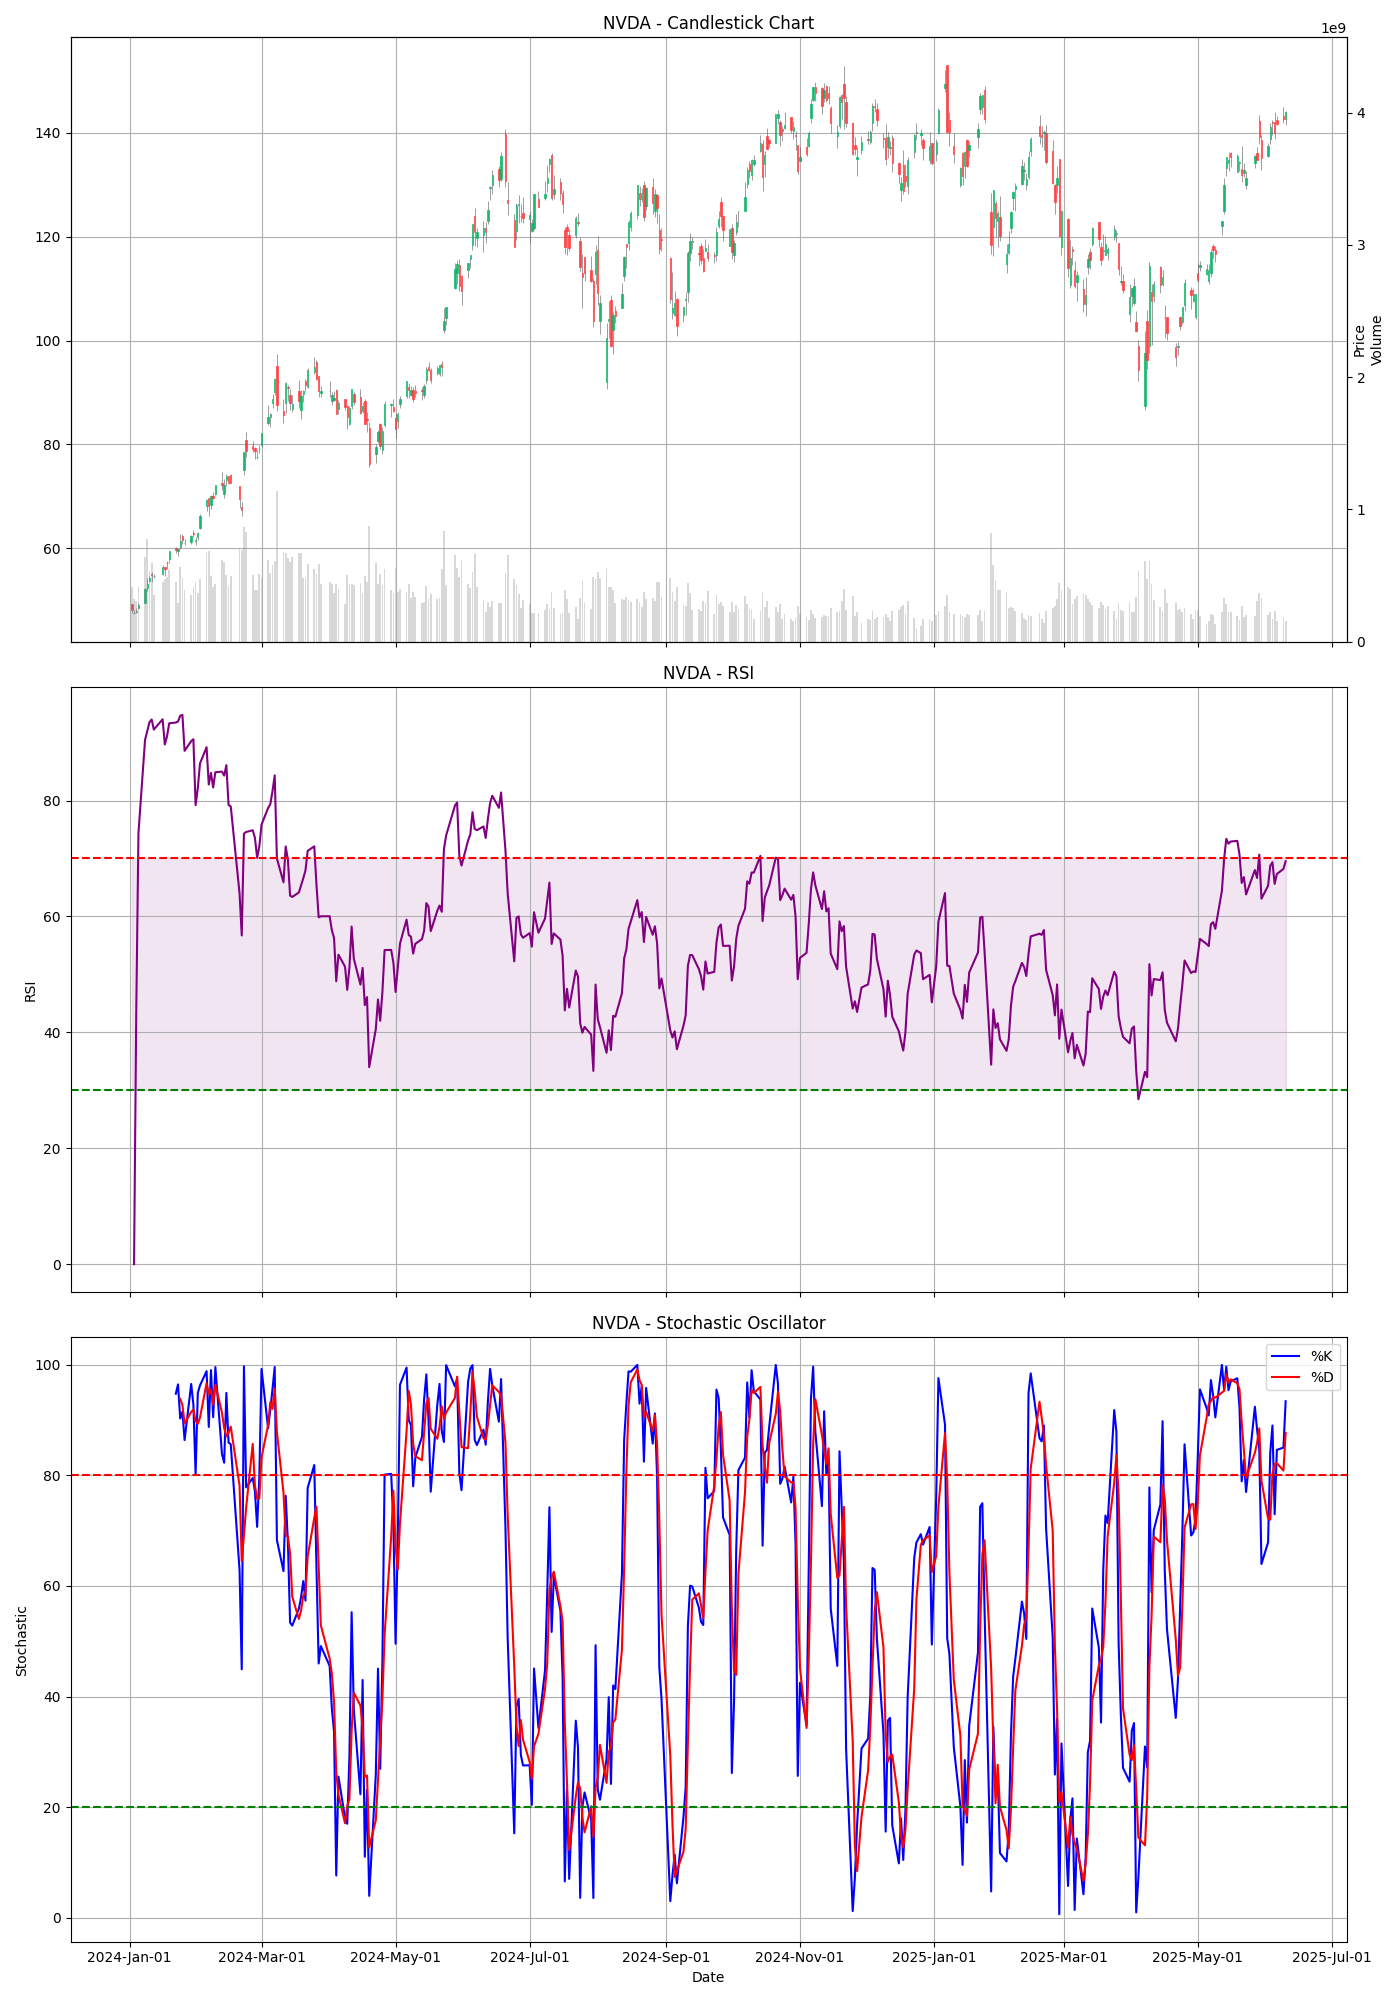 NVDA - Candlestick Chart
1e9
140
120
100
80
60
4
3
2
1
0
Price
Volume
NVDA - RSI
80
60
40
20
0
RSI
NVDA - Stochastic Oscillator
%K
%D
100
80
60
40
20
0
Stochastic
2024-Jan-01 2024-Mar-01 2024-May-01 2024-Jul-01 2024-Sep-01 2024-Nov-01 2025-Jan-01 2025-Mar-01 2025-May-01 2025-Jul-01
Date